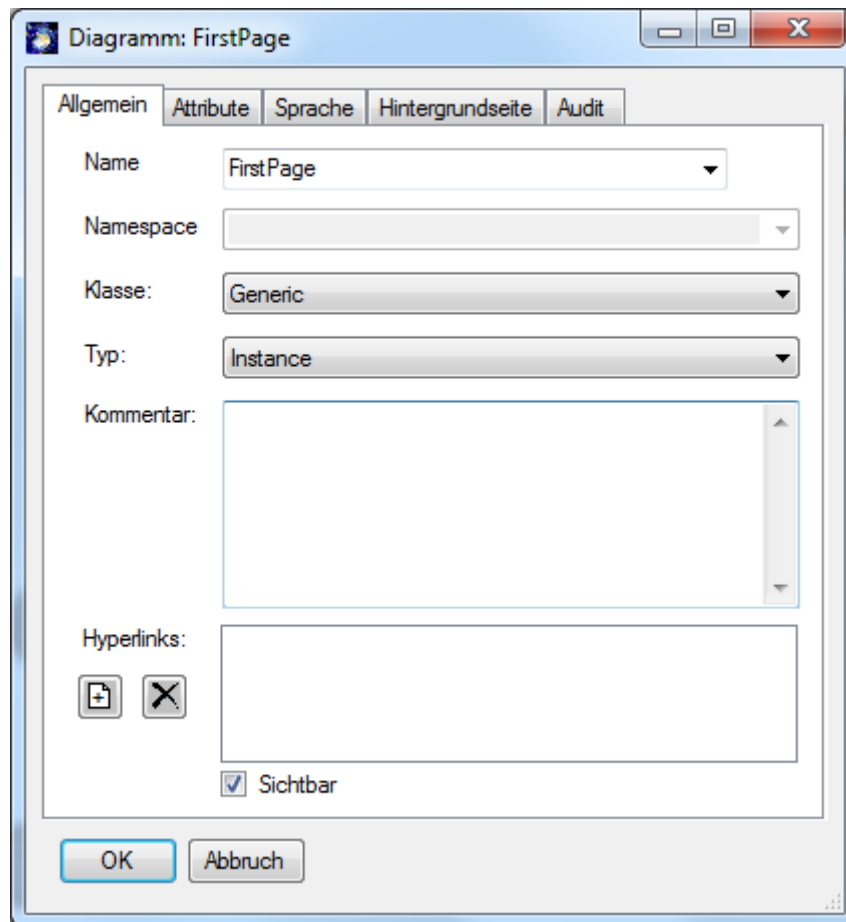 Diagramm: FirstPage
Allgemein Attribute Sprache Hintergrundseite Audit
Name FirstPage
Namespace
Klasse: Generic
Typ: Instance
Kommentar:
Hyperlinks:
Sichtbar
OK Abbruch